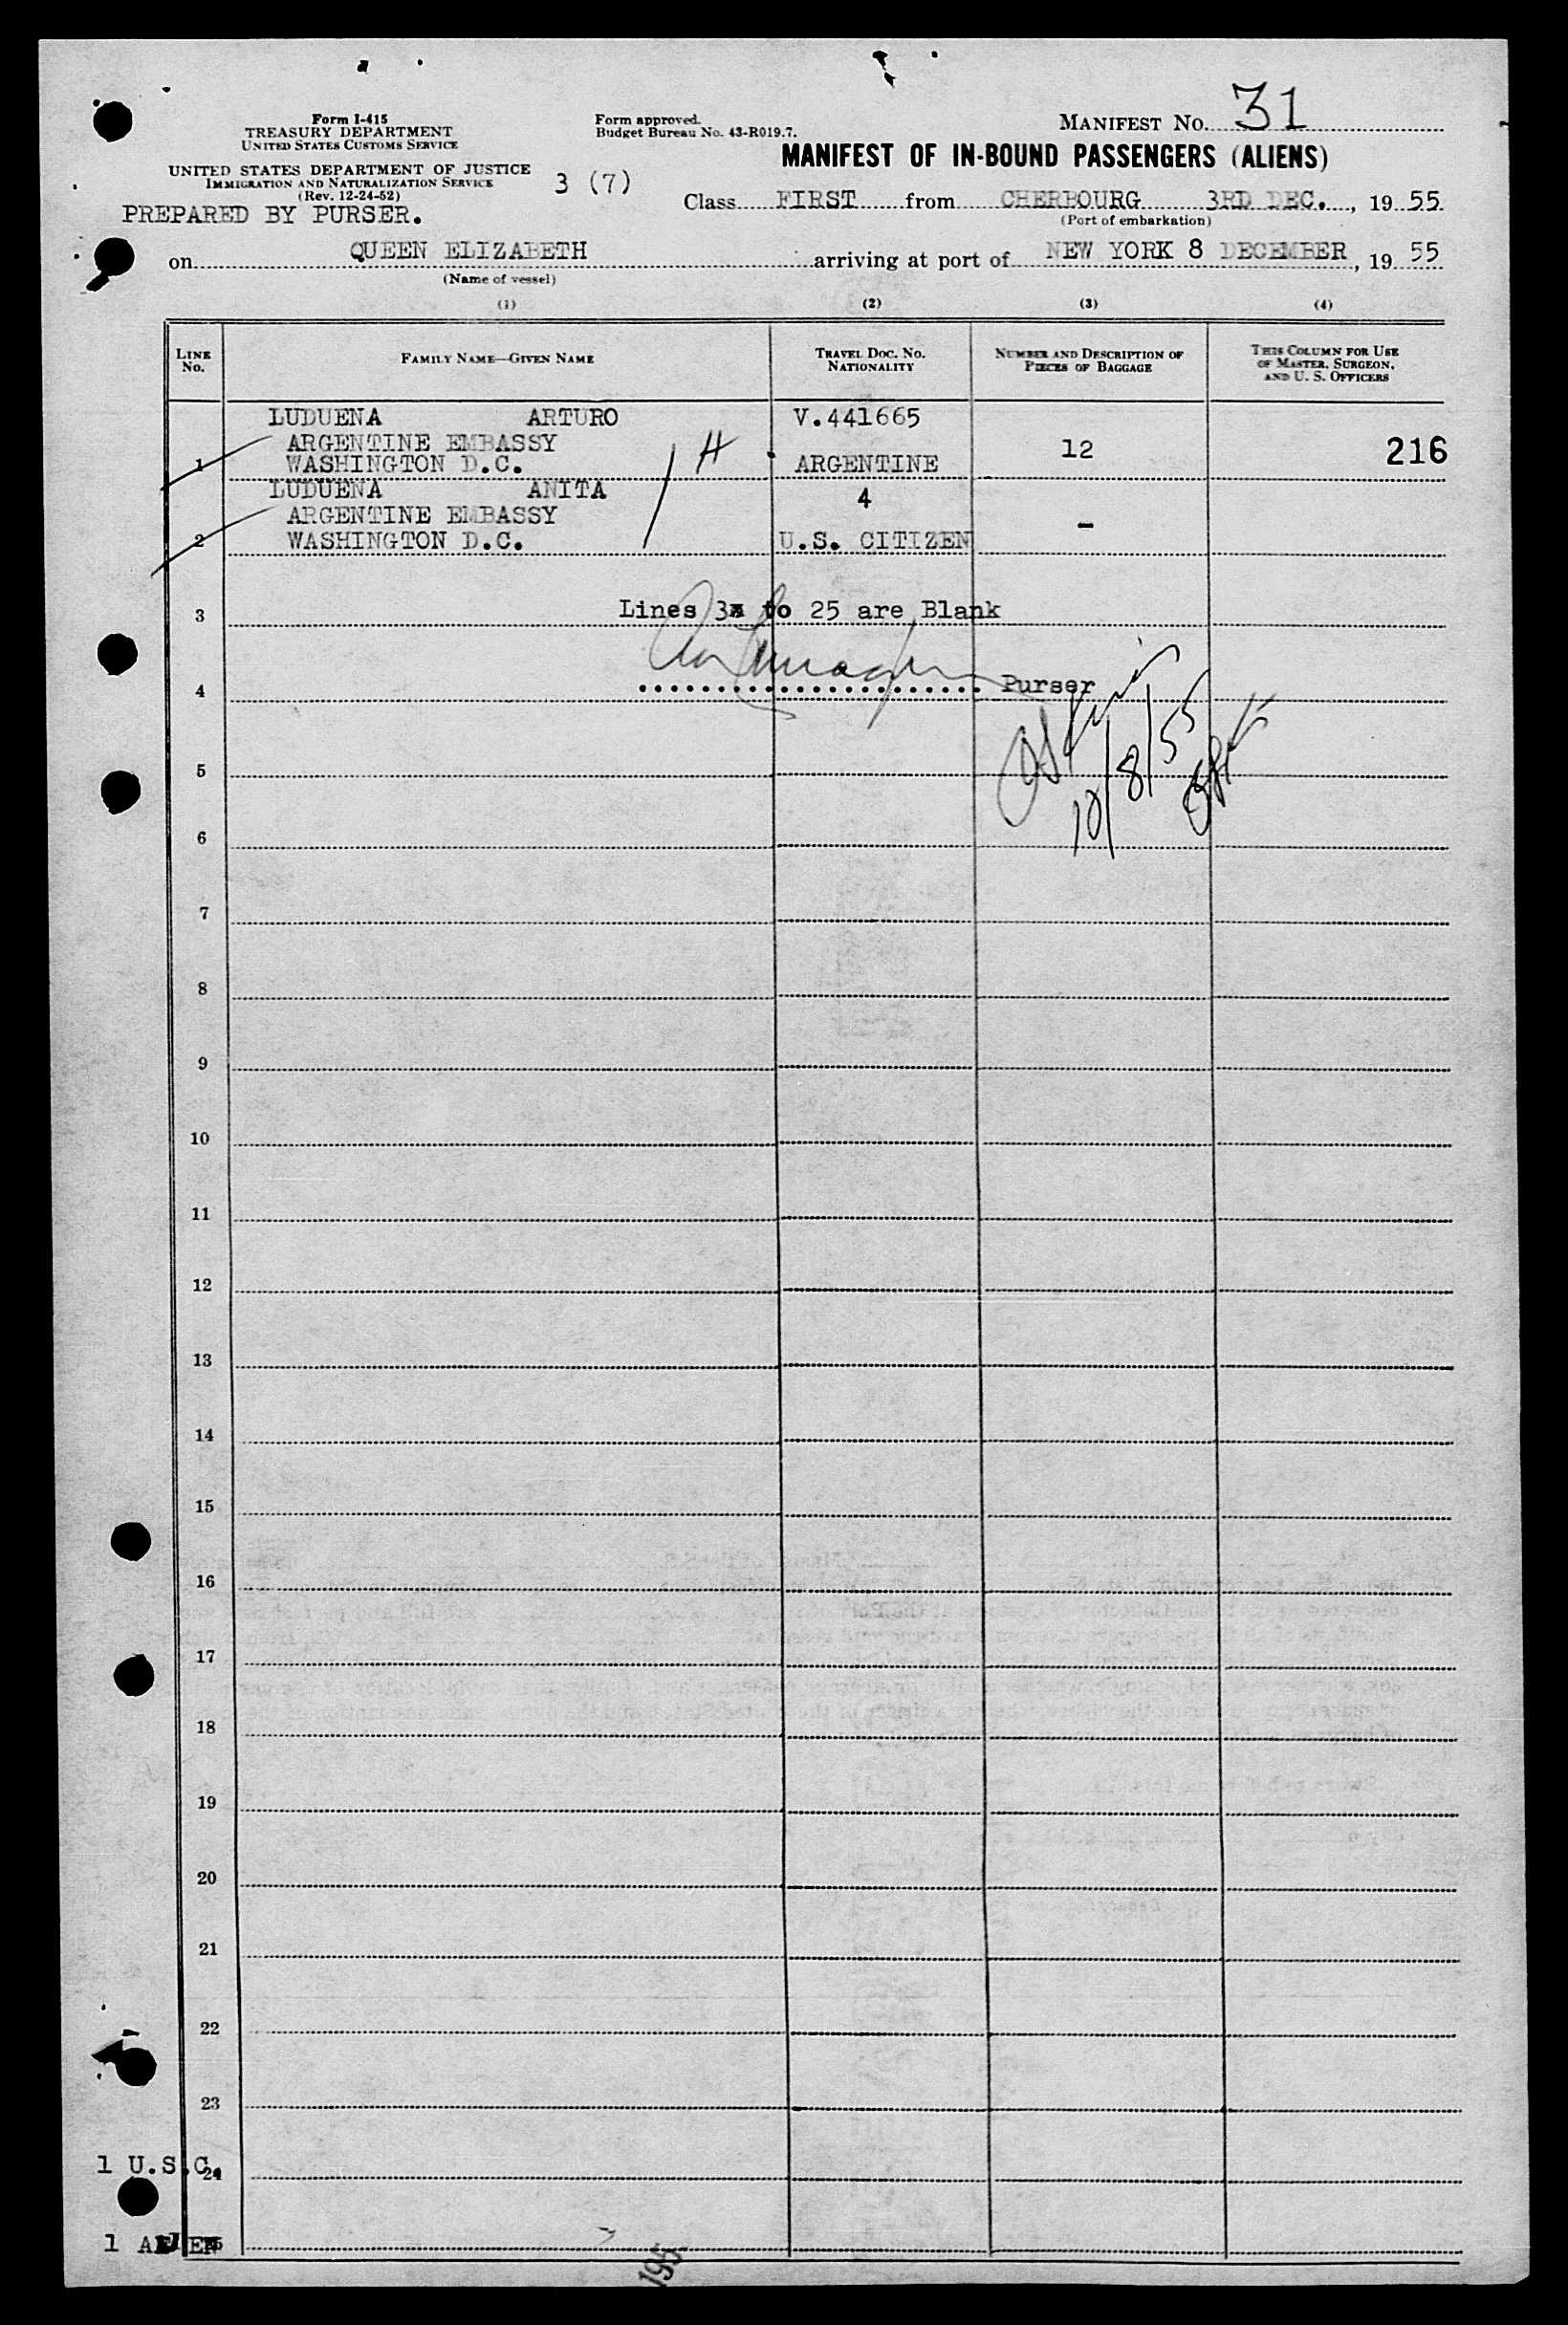 Form I-415
TREASURY DEPARTMENT
UNITED STATES CUSTOMS SERVICE
UNITED STATES DEPARTMENT OF JUSTICE
IMMIGRATION AND NATURALIZATION SERVICE
(Rev. 12-24-52)
PREPARED BY PURSER.
Form approved.
Budget Bureau No. 43-R019.7.
3 (7)
MANIFEST NO. 31
MANIFEST OF IN-BOUND PASSENGERS (ALIENS)
Class FIRST from CHERBOURG 3RD DEC., 19 55
(Port of embarkation)
on QUEEN ELIZABETH arriving at port of NEW YORK 8 DECEMBER, 19 55
(Name of vessel)
(1) (2) (3) (4)
LINE NO. FAMILY NAME—GIVEN NAME TRAVEL DOC. NO. NATIONALITY NUMBER AND DESCRIPTION OF PIECES OF BAGGAGE THIS COLUMN FOR USE OF MASTER, SURGEON, AND U. S. OFFICERS
LUDUENA ARTURO V.441665
ARGENTINE EMBASSY 12 216
1 WASHINGTON D.C. H ARGENTINE
LUDUENA ANITA 4
ARGENTINE EMBASSY -
2 WASHINGTON D.C. U.S. CITIZEN
3 Lines 3x to 25 are Blank
4 Purser
5
10/8/55
6
7
8
9
10
11
12
13
14
15
16
17
18
19
20
21
22
23
1 U.S.C. 24
1 ALIEN 25
195